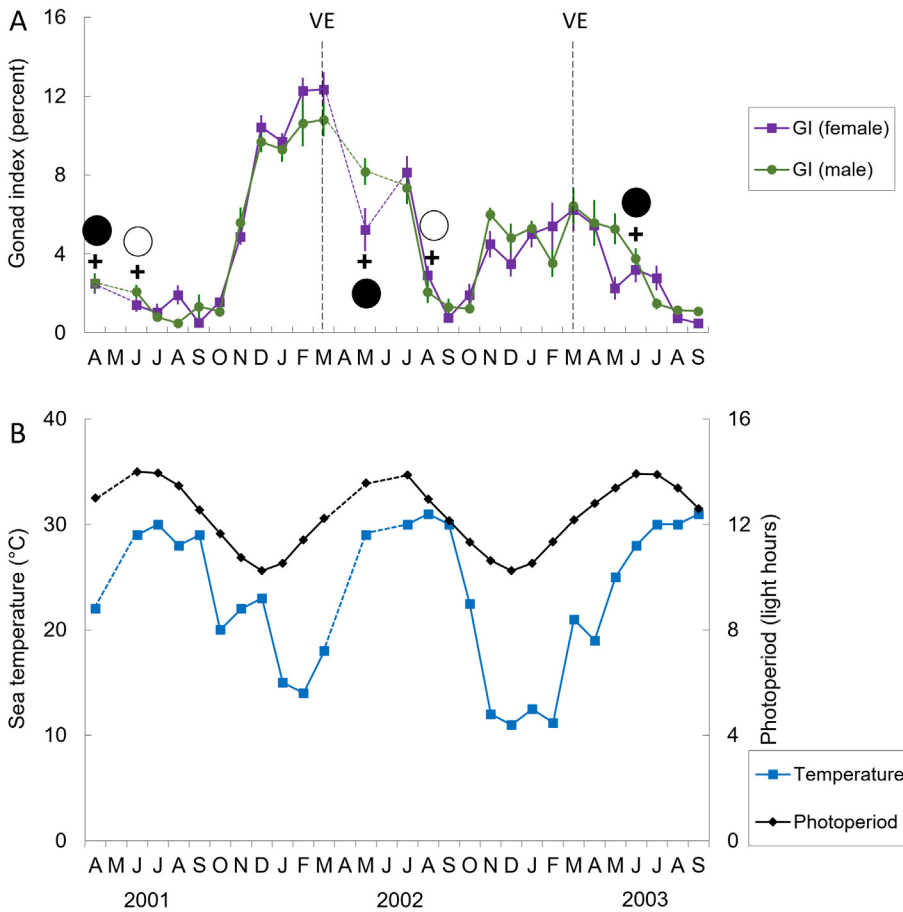 A
VE
VE
16
12
8
4
0
Gonad index (percent)
GI (female)
GI (male)
A M J J A S O N D J F M A M J J A S O N D J F M A M J J A S
B
40
30
20
10
0
Sea temperature (°C)
16
12
8
4
0
Photoperiod (light hours)
Temperature
Photoperiod
A M J J A S O N D J F M A M J J A S O N D J F M A M J J A S
2001 2002 2003